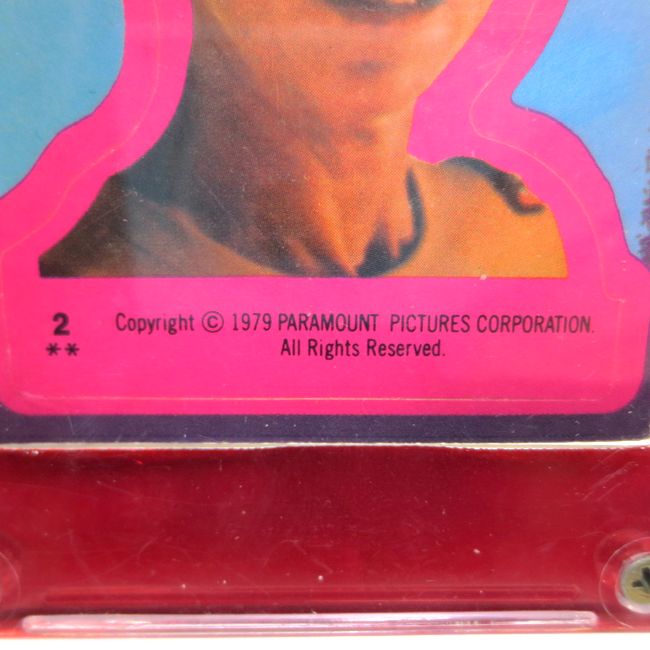 2
**
Copyright © 1979 PARAMOUNT PICTURES CORPORATION.
All Rights Reserved.